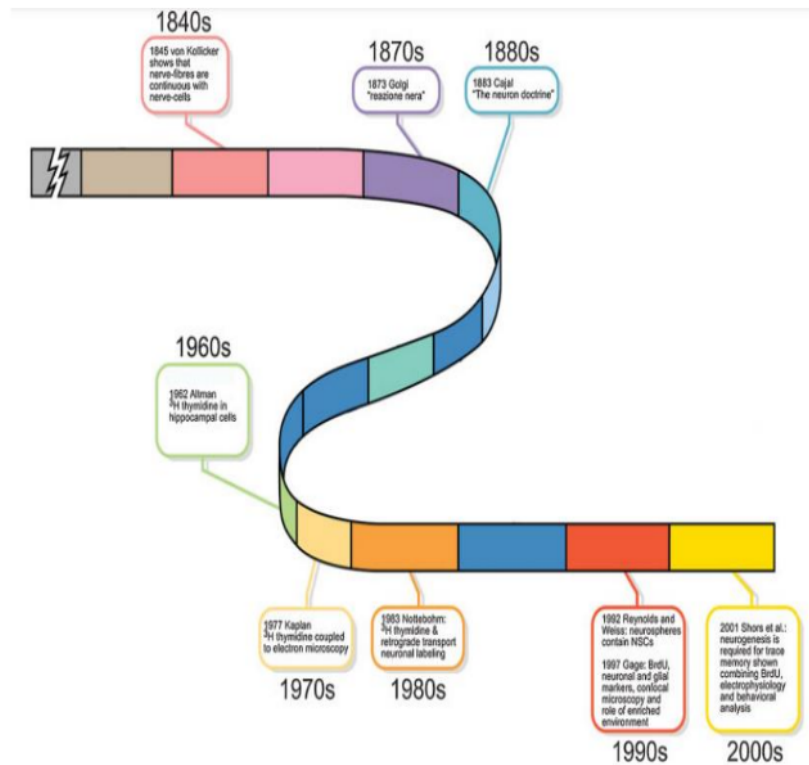 1840s
1845 von Kollicker
shows that
nerve-fibres are
continuous with
nerve-cells
1870s
1873 Golgi
"reazione nera"
1880s
1883 Cajal
"The neuron doctrine"
1960s
1962 Altman
³H thymidine in
hippocampal cells
1977 Kaplan
³H thymidine coupled
to electron microscopy
1970s
1983 Nottebohm:
³H thymidine &
retrograde transport
neuronal labeling
1980s
1992 Reynolds and
Weiss: neurospheres
contain NSCs
1997 Gage: BrdU,
neuronal and glial
markers, confocal
microscopy and
role of enriched
environment
1990s
2001 Shors et al.:
neurogenesis is
required for trace
memory shown
combining BrdU,
electrophysiology
and behavioral
analysis
2000s